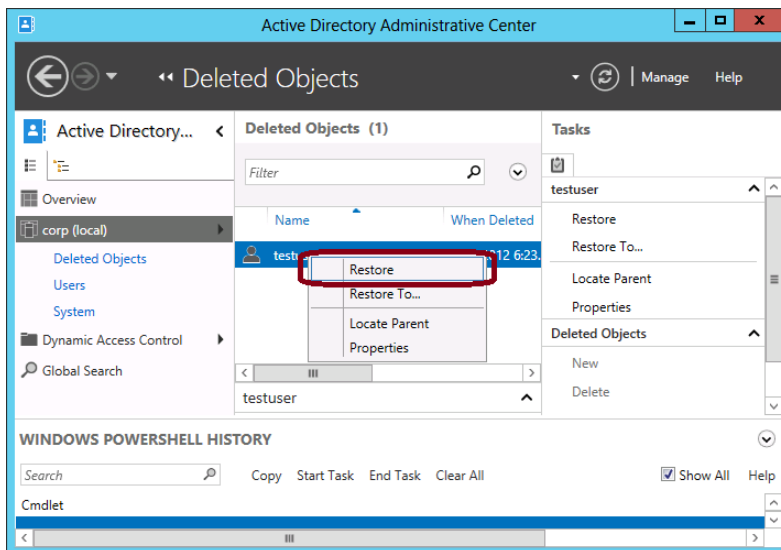 Active Directory Administrative Center
Deleted Objects
Manage Help
Active Directory...
Overview
corp (local)
Deleted Objects
Users
System
Dynamic Access Control
Global Search
Deleted Objects (1)
Filter
Name When Deleted
6:23.
Restore
Restore To...
Locate Parent
Properties
testuser
Tasks
testuser
Restore
Restore To...
Locate Parent
Properties
Deleted Objects
New
Delete
WINDOWS POWERSHELL HISTORY
Search Copy Start Task End Task Clear All Show All Help
Cmdlet